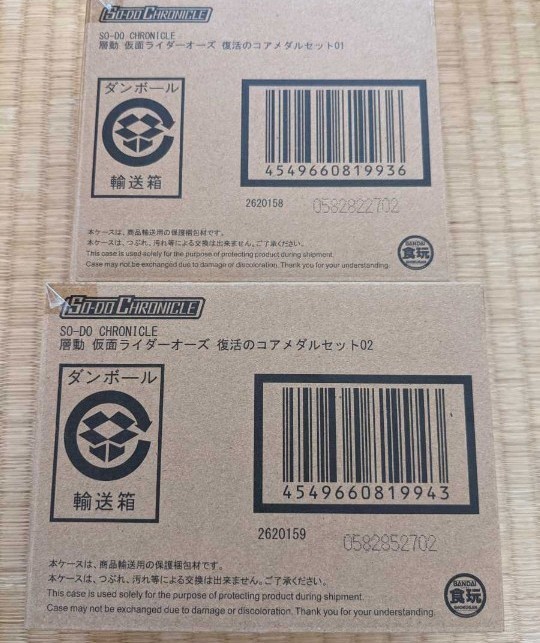 SO-DO CHRONICLE
SO-DO CHRONICLE
層動 仮面ライダーオーズ 復活のコアメダルセット01
ダンボール
輸送箱
4549660819936
2620158
0582822702
本ケースは、商品輸送用の保護梱包材です。
本ケースは、つぶれ、汚れ等による交換は出来ません。ご了承ください。
This case is used solely for the purpose of protecting product during shipment.
Case may not be exchanged due to damage or discoloration. Thank you for your understanding.
BANDAI
食玩
SO-DO CHRONICLE
SO-DO CHRONICLE
層動 仮面ライダーオーズ 復活のコアメダルセット02
ダンボール
輸送箱
4549660819943
2620159
0582852702
本ケースは、商品輸送用の保護梱包材です。
本ケースは、つぶれ、汚れ等による交換は出来ません。ご了承ください。
This case is used solely for the purpose of protecting product during shipment.
Case may not be exchanged due to damage or discoloration. Thank you for your understanding.
BANDAI
食玩